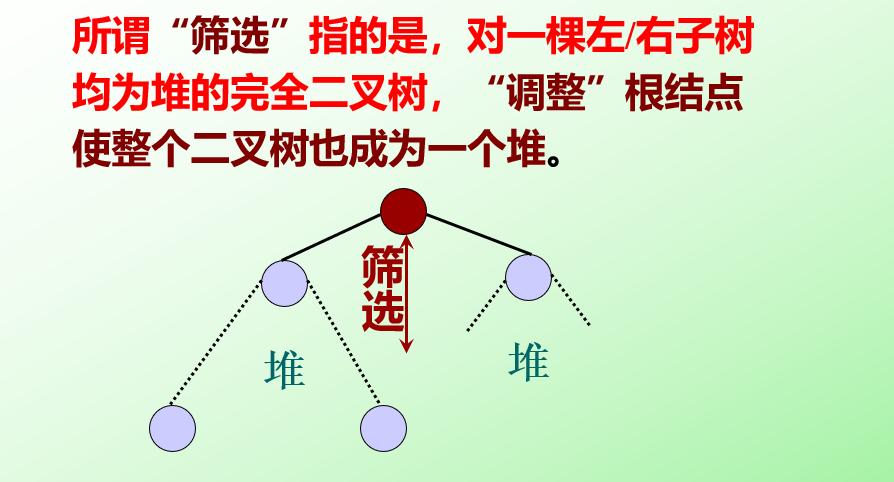 所谓“筛选”指的是，对一棵左/右子树
均为堆的完全二叉树，“调整”根结点
使整个二叉树也成为一个堆。
筛
选
堆
堆